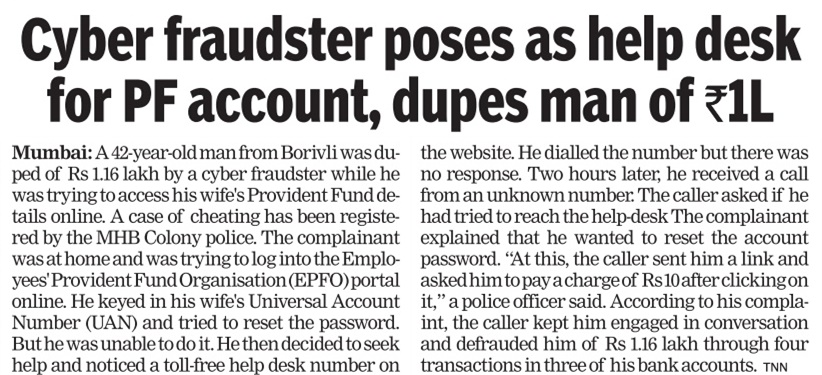 Cyber fraudster poses as help desk
for PF account, dupes man of ₹1L
Mumbai: A 42-year-old man from Borivli was du-
ped of Rs 1.16 lakh by a cyber fraudster while he
was trying to access his wife's Provident Fund de-
tails online. A case of cheating has been registe-
red by the MHB Colony police. The complainant
was at home and was trying to log into the Emplo-
yees' Provident Fund Organisation (EPFO) portal
online. He keyed in his wife's Universal Account
Number (UAN) and tried to reset the password.
But he was unable to do it. He then decided to seek
help and noticed a toll-free help desk number on
the website. He dialled the number but there was
no response. Two hours later, he received a call
from an unknown number. The caller asked if he
had tried to reach the help-desk The complainant
explained that he wanted to reset the account
password. “At this, the caller sent him a link and
asked him to pay a charge of Rs 10 after clicking on
it,” a police officer said. According to his compla-
int, the caller kept him engaged in conversation
and defrauded him of Rs 1.16 lakh through four
transactions in three of his bank accounts. TNN